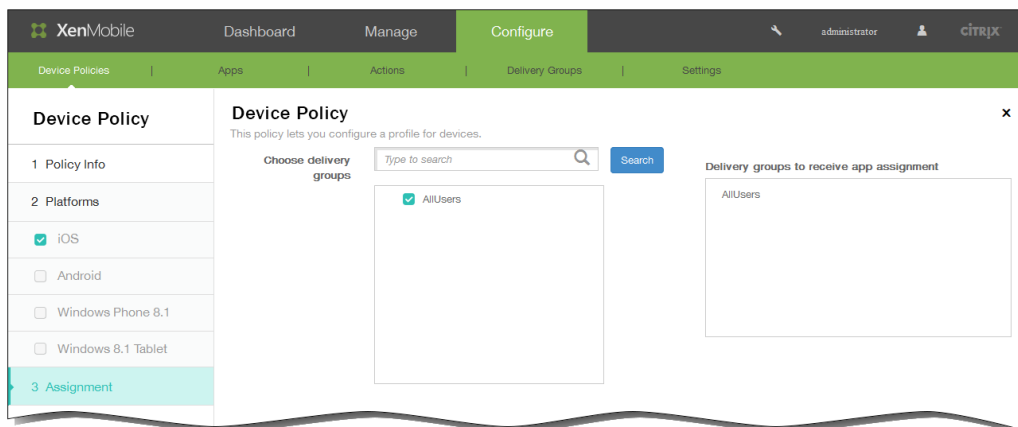 XenMobile Dashboard Manage Configure administrator CİTRIX
Device Policies | Apps | Actions | Delivery Groups | Settings
Device Policy
1 Policy Info
2 Platforms
iOS
Android
Windows Phone 8.1
Windows 8.1 Tablet
3 Assignment
Device Policy x
This policy lets you configure a profile for devices.
Choose delivery
groups
Type to search
Search
AllUsers
Delivery groups to receive app assignment
AllUsers